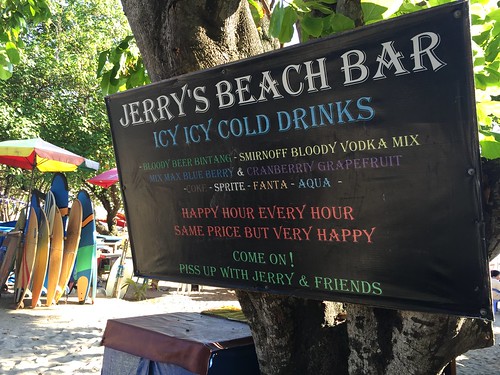 JERRY'S BEACH BAR
ICY ICY COLD DRINKS
- BLOODY BEER BINTANG - SMIRNOFF BLOODY VODKA MIX
MIX MAX BLUE BERRY & CRANBERRIY GRAPEFRUIT
- COKE - SPRITE - FANTA - AQUA -
HAPPY HOUR EVERY HOUR
SAME PRICE BUT VERY HAPPY
COME ON!
PISS UP WITH JERRY & FRIENDS